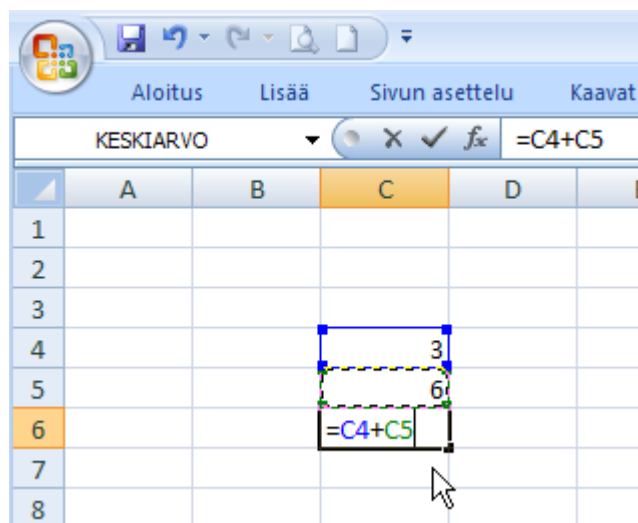 Aloitus Lisää Sivun asettelu Kaavat
KESKIARVO fx =C4+C5
A B C D
1
2
3
4 3
5 6
6 =C4+C5
7
8